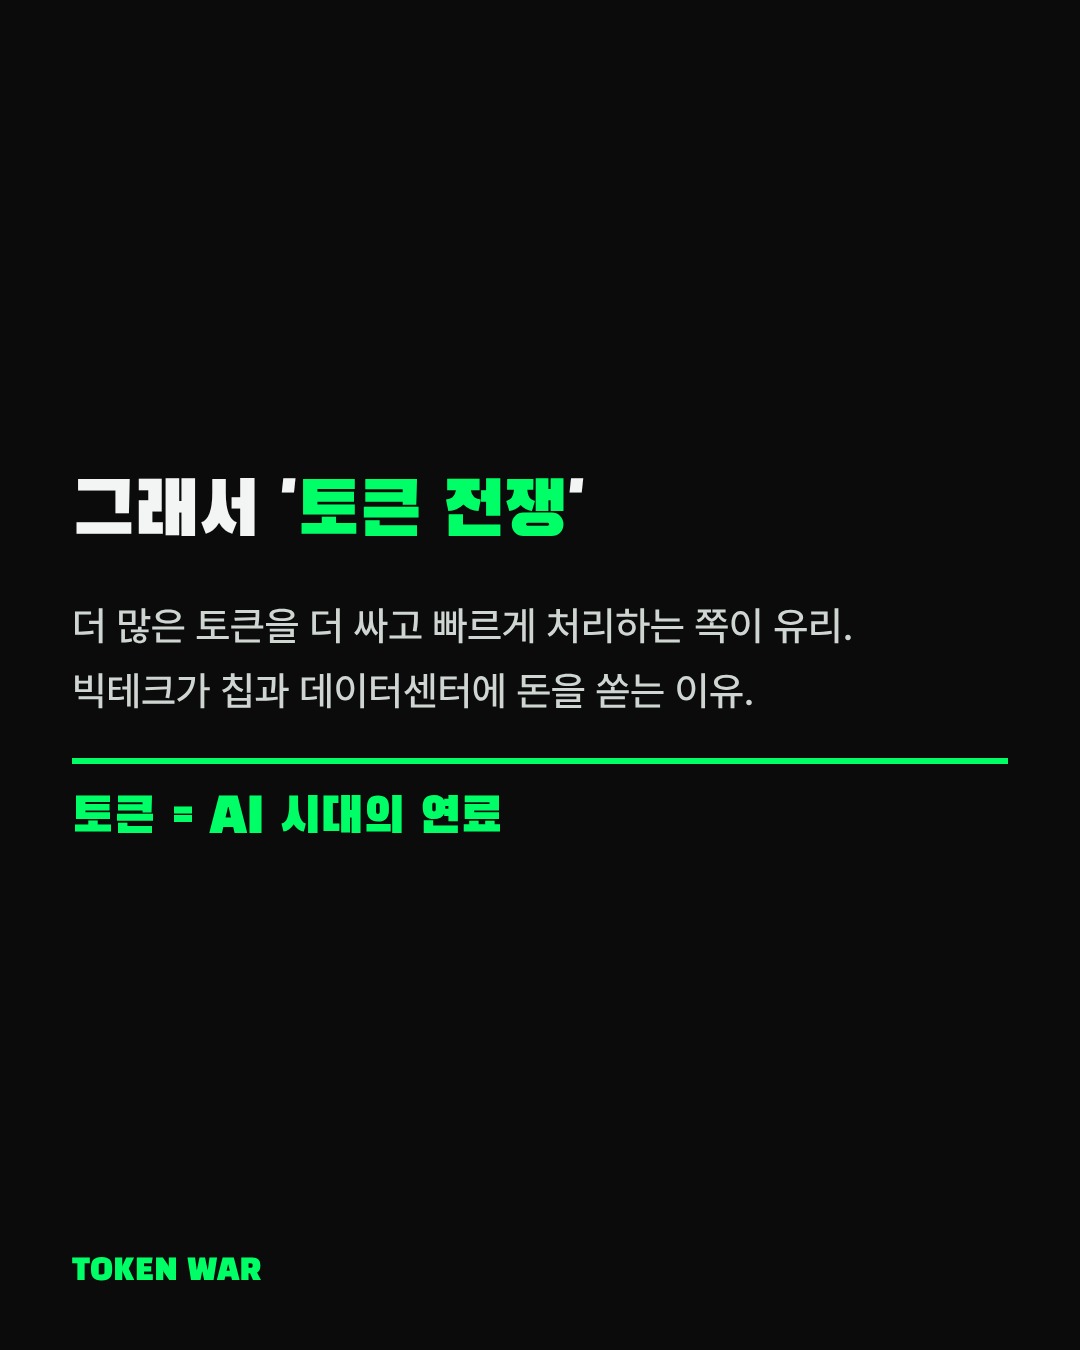 그래서 '토큰 전쟁'
더 많은 토큰을 더 싸고 빠르게 처리하는 쪽이 유리.
빅테크가 칩과 데이터센터에 돈을 쏟는 이유.
토큰 = AI 시대의 연료
TOKEN WAR